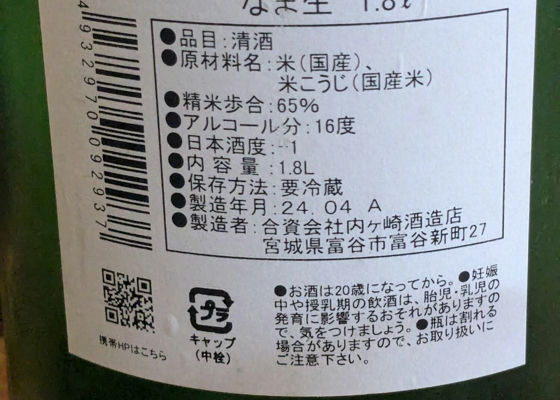 なま生 1.8ℓ
●品目：清酒
●原材料名：米（国産）、
米こうじ（国産米）
●精米歩合：65%
●アルコール分：16度
●日本酒度：-1
●内容量：1.8L
●保存方法：要冷蔵
●製造年月：24.04 A
●製造者：合資会社内ヶ崎酒造店
宮城県富谷市富谷新町27
4932970092937
携帯HPはこちら
プラ
キャップ
（中栓）
●お酒は20歳になってから。●妊娠
中や授乳期の飲酒は、胎児・乳児の
発育に影響するおそれがありますの
で、気をつけましょう。●瓶は割れる
場合がありますので、お取り扱いに
ご注意下さい。